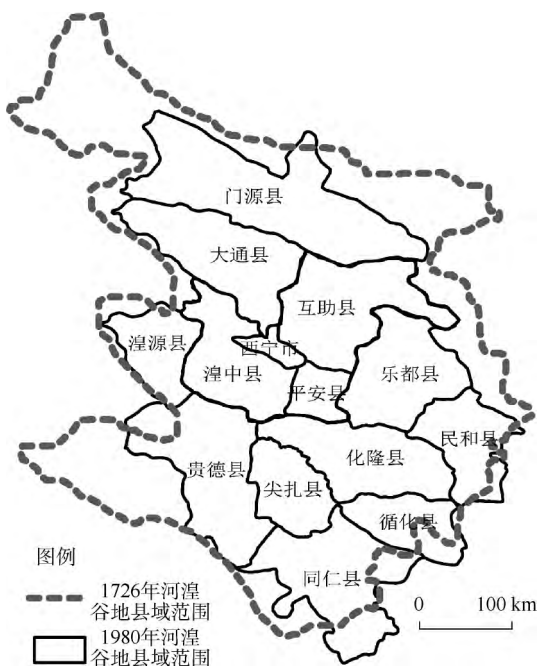 门源县
大通县
互助县
湟源县
西宁市
湟中县
平安县
乐都县
民和县
化隆县
贵德县
尖扎县
循化县
同仁县
图例
1726年河湟
谷地县域范围
1980年河湟
谷地县域范围
0 100 km